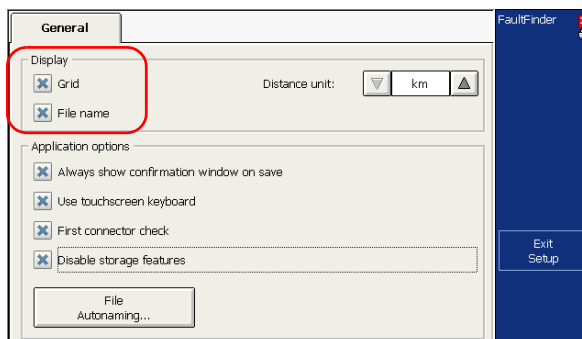 General
FaultFinder
Display
Grid
Distance unit:
km
File name
Application options
Always show confirmation window on save
Use touchscreen keyboard
First connector check
Disable storage features
Exit
Setup
File
Autonaming...